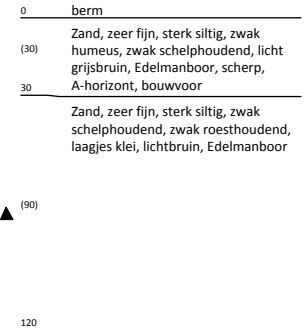 0 berm
Zand, zeer fijn, sterk siltig, zwak
(30) humeus, zwak schelphoudend, licht
grijsbruin, Edelmanboor, scherp,
30 A-horizont, bouwvoor
Zand, zeer fijn, sterk siltig, zwak
schelphoudend, zwak roesthoudend,
laagjes klei, lichtbruin, Edelmanboor
(90)
120